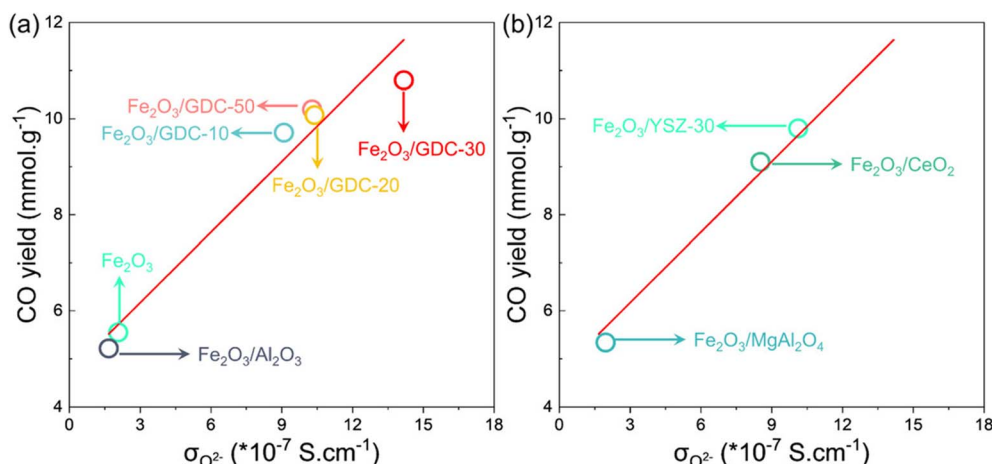 (a)
CO yield (mmol.g⁻¹)
12
10
8
6
4
Fe₂O₃/GDC-50
Fe₂O₃/GDC-10
Fe₂O₃/GDC-30
Fe₂O₃/GDC-20
Fe₂O₃
Fe₂O₃/Al₂O₃
0 3 6 9 12 15 18
σO²⁻ (*10⁻⁷ S.cm⁻¹)
(b)
CO yield (mmol.g⁻¹)
12
10
8
6
4
Fe₂O₃/YSZ-30
Fe₂O₃/CeO₂
Fe₂O₃/MgAl₂O₄
0 3 6 9 12 15 18
σO²⁻ (*10⁻⁷ S.cm⁻¹)